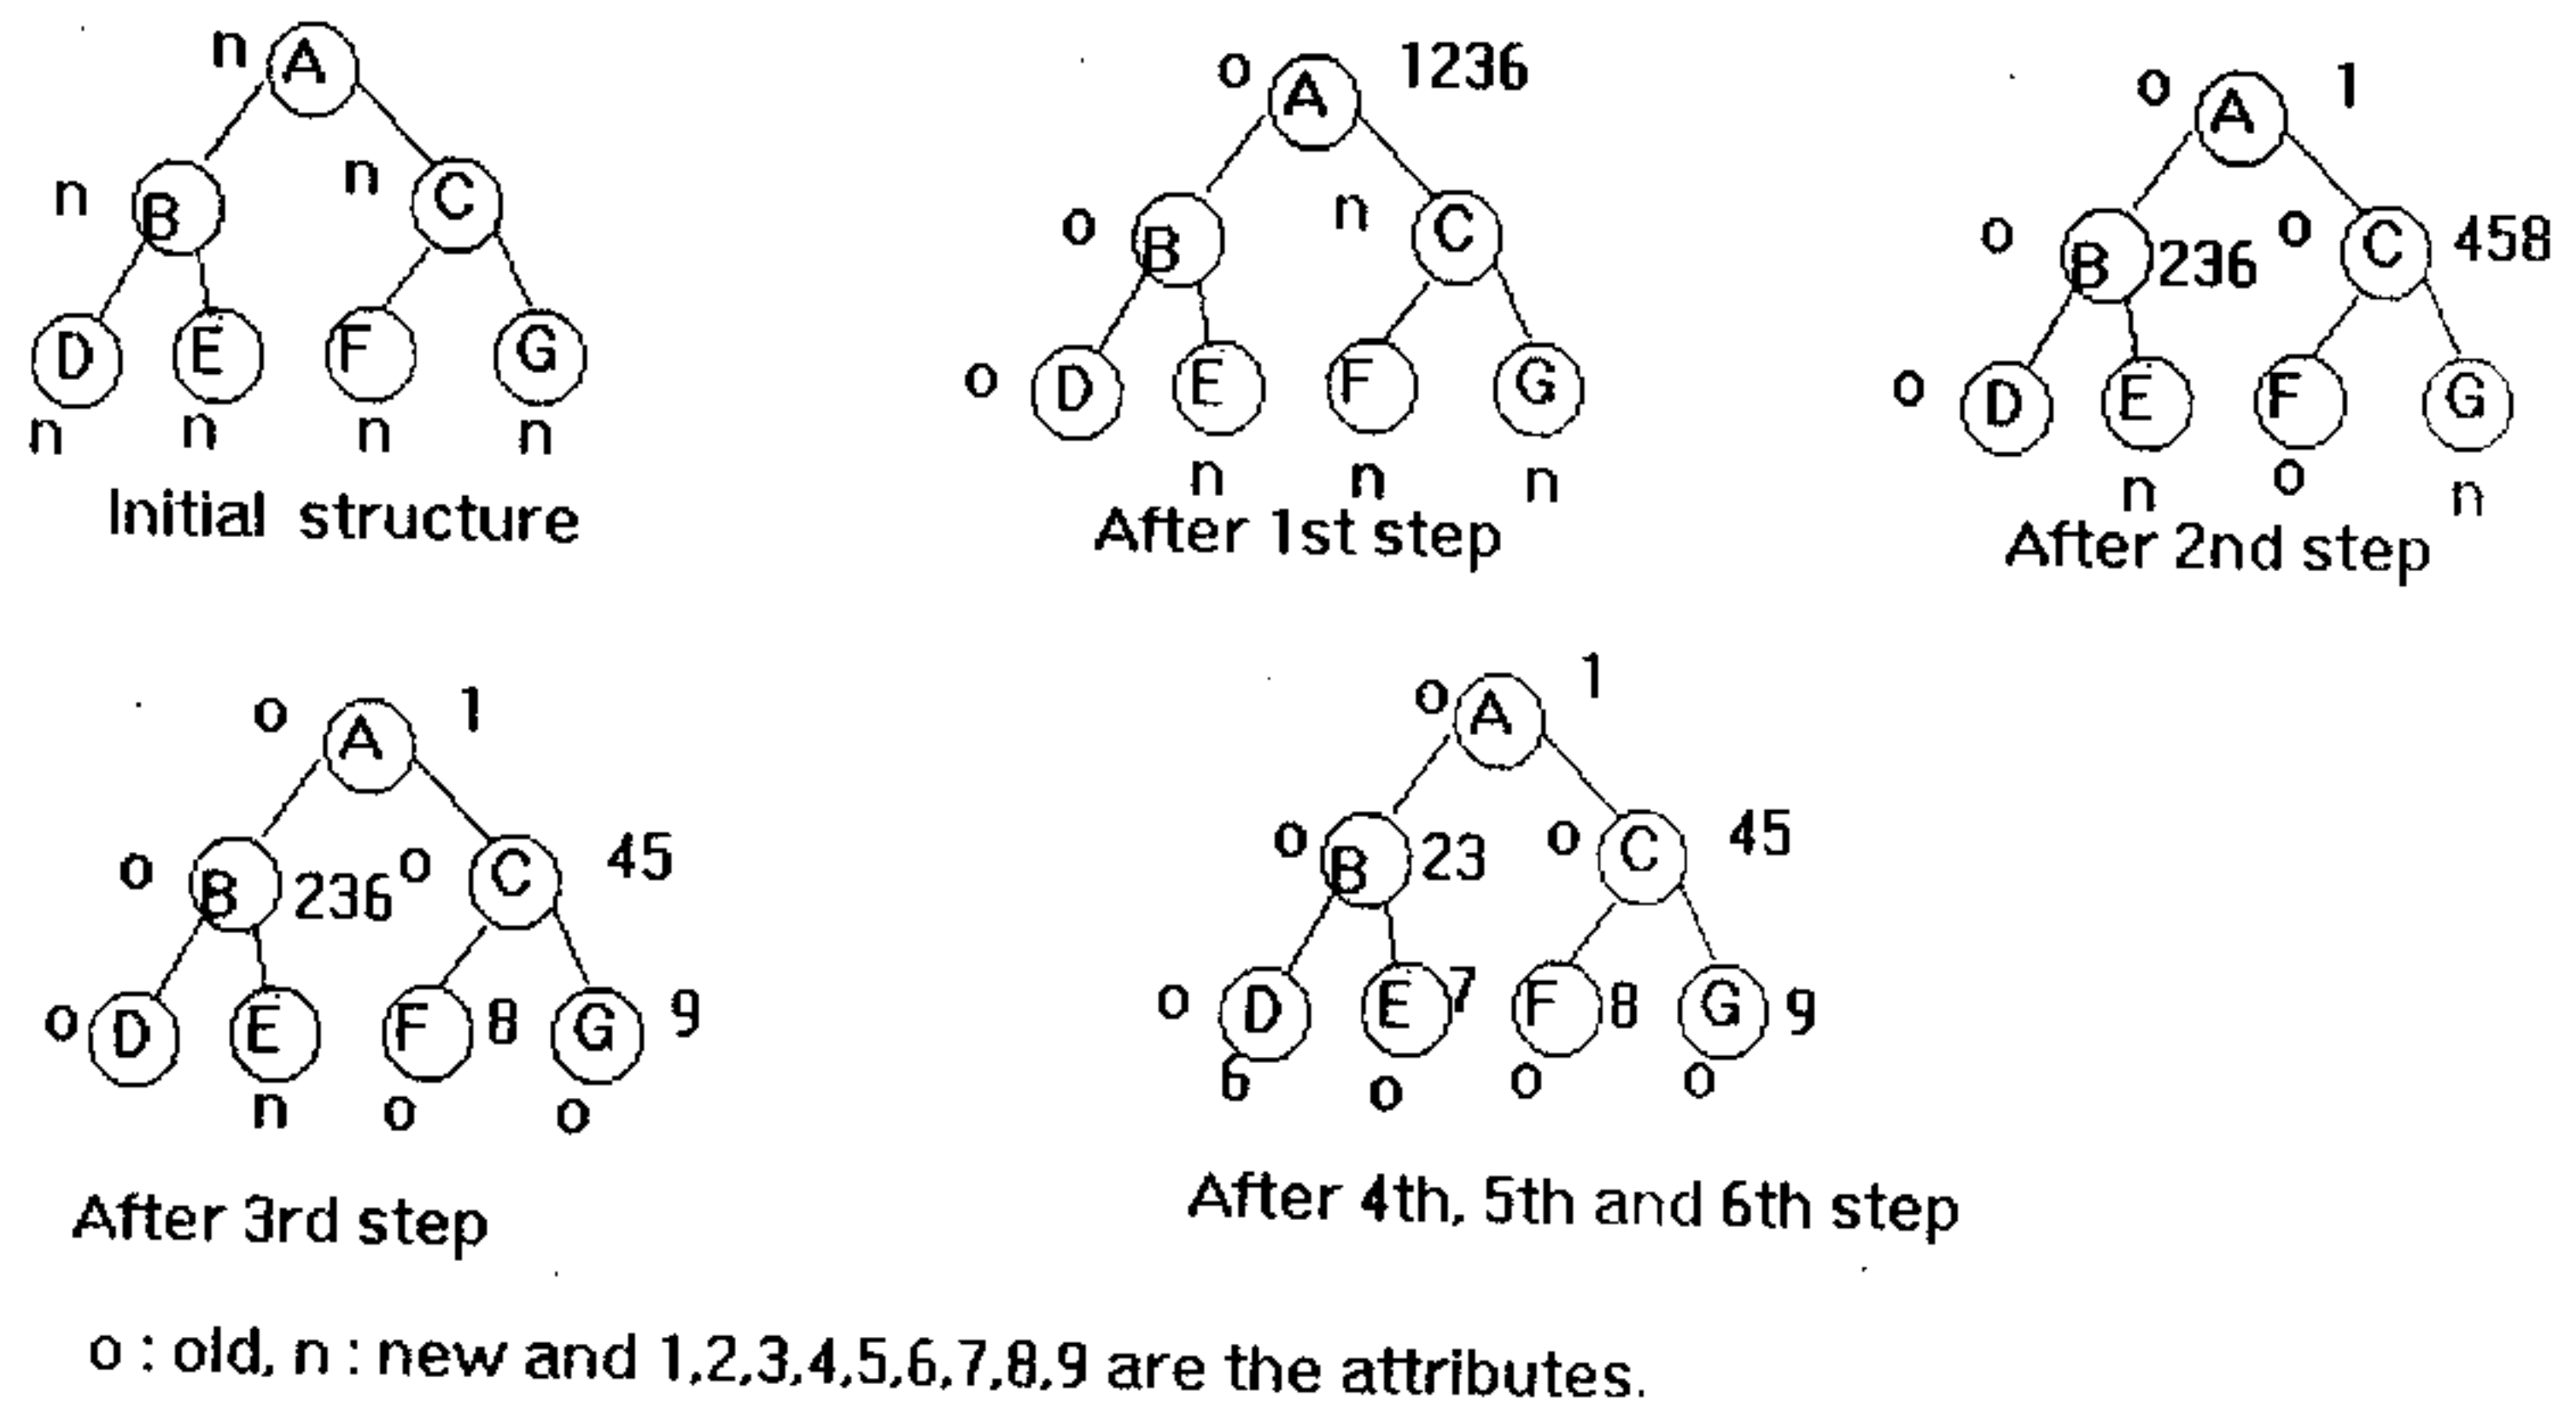 n A
n B n C
D E F G
n n n n
Initial structure
o A 1236
o B n C
o D E F G
n n n
After 1st step
o A 1
o B 236 o C 458
o D E F G
n o n
After 2nd step
o A 1
o B 236 o C 45
o D E F 8 G 9
n o o
After 3rd step
o A 1
o B 23 o C 45
o D E 7 F 8 G 9
6 o o o
After 4th, 5th and 6th step
o : old, n : new and 1,2,3,4,5,6,7,8,9 are the attributes.